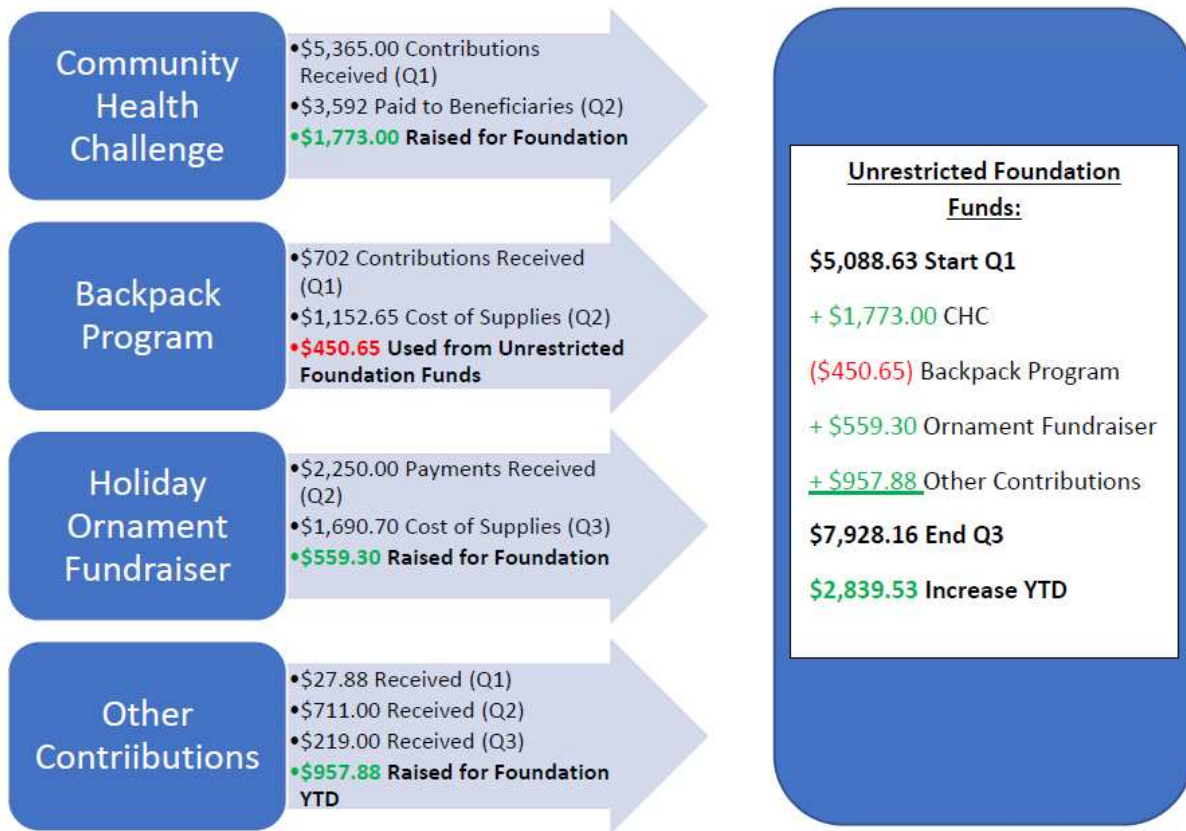 Community
Health
Challenge
•$5,365.00 Contributions
Received (Q1)
•$3,592 Paid to Beneficiaries (Q2)
•$1,773.00 Raised for Foundation
Backpack
Program
•$702 Contributions Received
(Q1)
•$1,152.65 Cost of Supplies (Q2)
•$450.65 Used from Unrestricted
Foundation Funds
Holiday
Ornament
Fundraiser
•$2,250.00 Payments Received
(Q2)
•$1,690.70 Cost of Supplies (Q3)
•$559.30 Raised for Foundation
Other
Contriibutions
•$27.88 Received (Q1)
•$711.00 Received (Q2)
•$219.00 Received (Q3)
•$957.88 Raised for Foundation
YTD
Unrestricted Foundation
Funds:
$5,088.63 Start Q1
+ $1,773.00 CHC
($450.65) Backpack Program
+ $559.30 Ornament Fundraiser
+ $957.88 Other Contributions
$7,928.16 End Q3
$2,839.53 Increase YTD